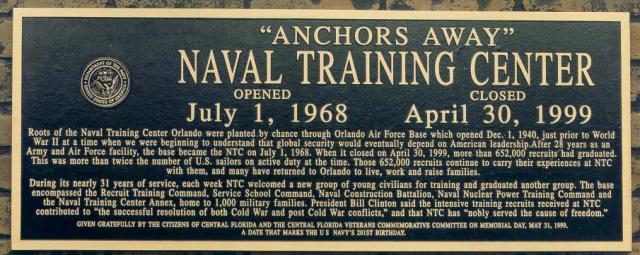 "ANCHORS AWAY"
NAVAL TRAINING CENTER
OPENED CLOSED
July 1, 1968 April 30, 1999
Roots of the Naval Training Center Orlando were planted by chance through Orlando Air Force Base which opened Dec. 1, 1940, just prior to World
War II at a time when we were beginning to understand that global security would eventually depend on American leadership. After 28 years as an
Army and Air Force facility, the base became the NTC on July 1, 1968. When it closed on April 30, 1999, more than 652,000 recruits had graduated.
This was more than twice the number of U.S. sailors on active duty at the time. Those 652,000 recruits continue to carry their experiences at NTC
with them, and many have returned to Orlando to live, work and raise families.
During its nearly 31 years of service, each week NTC welcomed a new group of young civilians for training and graduated another group. The base
encompassed the Recruit Training Command, Service School Command, Naval Construction Battalion, Naval Nuclear Power Training Command and
the Naval Training Center Annex, home to 1,000 military families. President Bill Clinton said the intensive training recruits received at NTC
contributed to "the successful resolution of both Cold War and post Cold War conflicts," and that NTC has "nobly served the cause of freedom."
GIVEN GRATEFULLY BY THE CITIZENS OF CENTRAL FLORIDA AND THE CENTRAL FLORIDA VETERANS COMMEMORATIVE COMMITTEE ON MEMORIAL DAY, MAY 31, 1999.
A DATE THAT MARKS THE U S NAVY'S 201ST BIRTHDAY.